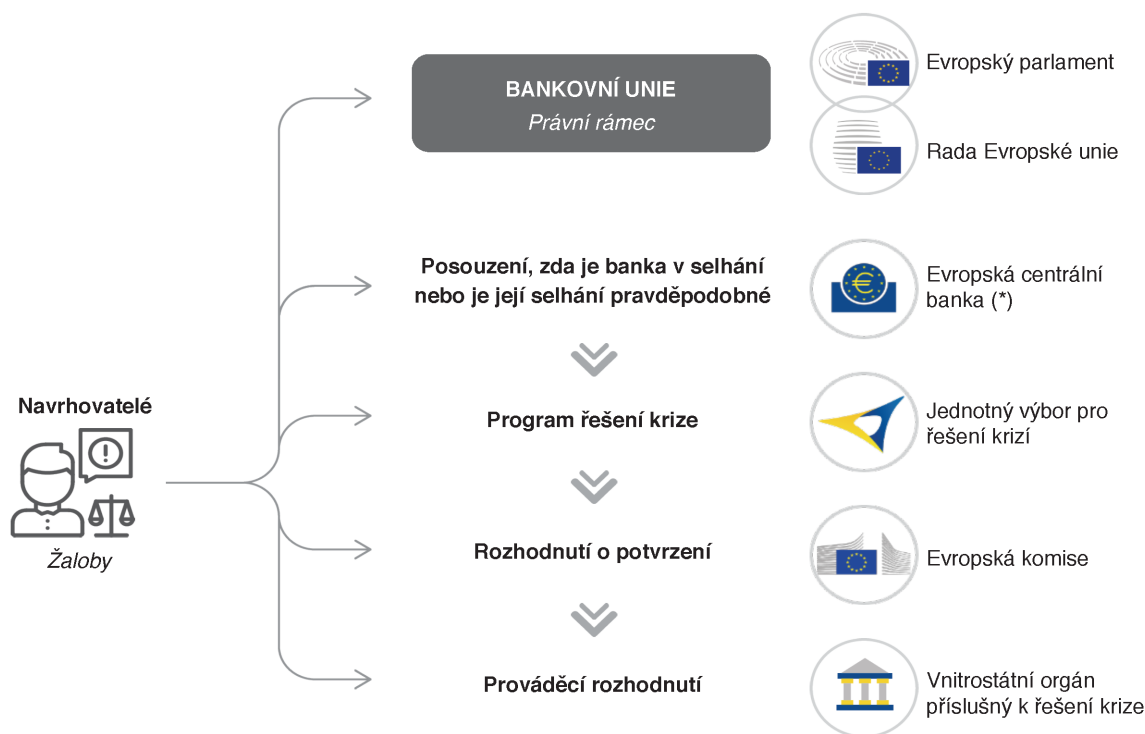 BANKOVNÍ UNIE
Právní rámec
Evropský parlament
Rada Evropské unie
Posouzení, zda je banka v selhání
nebo je její selhání pravděpodobné
Evropská centrální
banka (*)
Navrhovatelé
Žaloby
Program řešení krize
Jednotný výbor pro
řešení krizí
Rozhodnutí o potvrzení
Evropská komise
Prováděcí rozhodnutí
Vnitrostátní orgán
příslušný k řešení krize